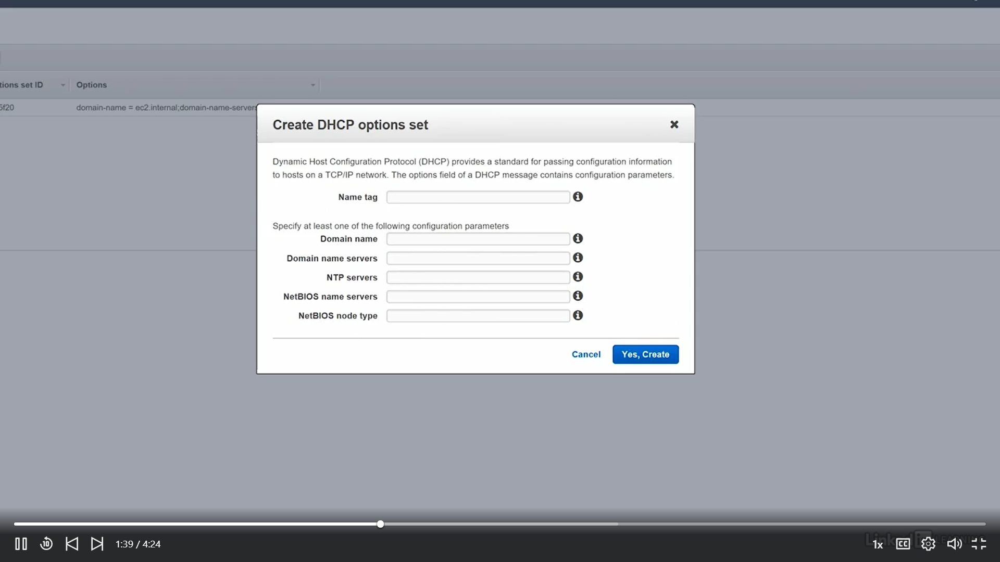 tions set ID
Options
5f20
domain-name = ec2.internal;domain-name-servers
Create DHCP options set
Dynamic Host Configuration Protocol (DHCP) provides a standard for passing configuration information
to hosts on a TCP/IP network. The options field of a DHCP message contains configuration parameters.
Name tag
Specify at least one of the following configuration parameters
Domain name
Domain name servers
NTP servers
NetBIOS name servers
NetBIOS node type
Cancel
Yes, Create
10
1:39 / 4:24
Linked in LEARNING
1x
CC